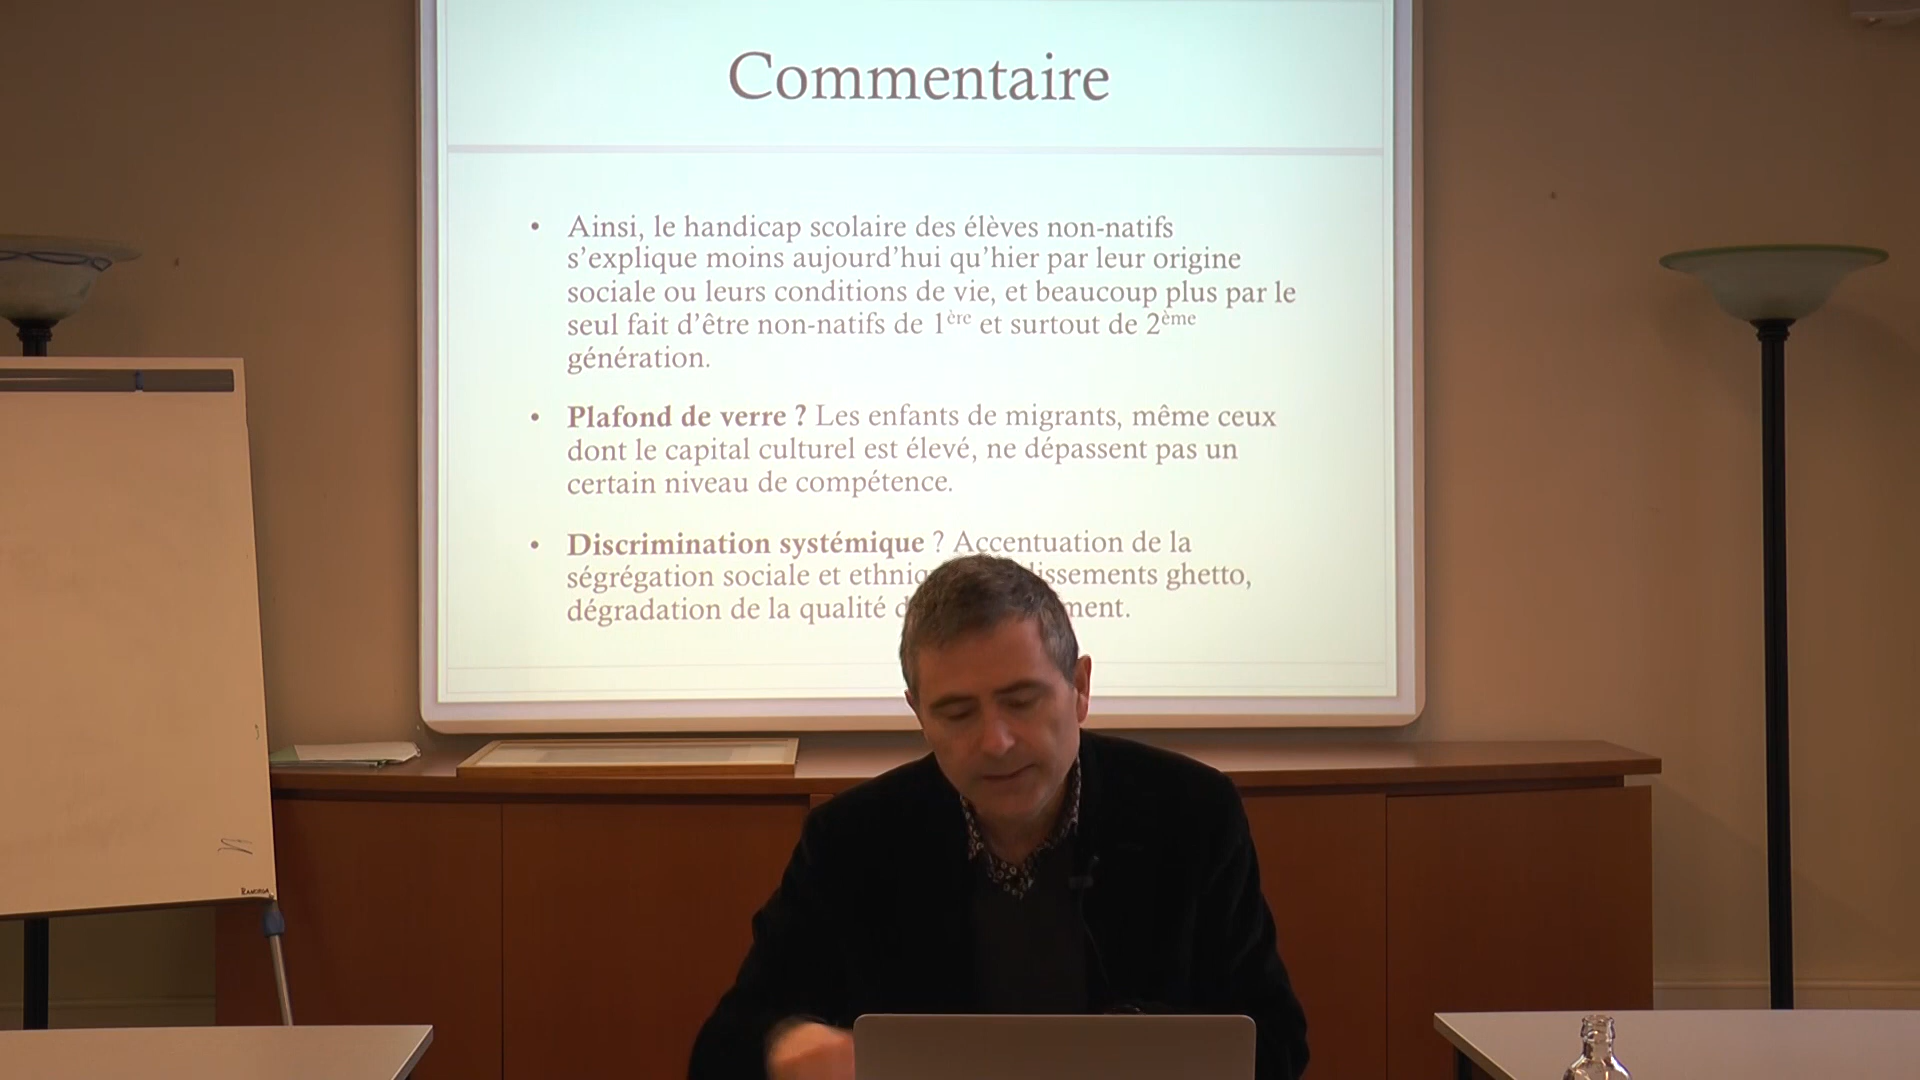 Commentaire
• Ainsi, le handicap scolaire des élèves non-natifs
s'explique moins aujourd'hui qu'hier par leur origine
sociale ou leurs conditions de vie, et beaucoup plus par le
seul fait d'être non-natifs de 1ère et surtout de 2ème
génération.
• Plafond de verre ? Les enfants de migrants, même ceux
dont le capital culturel est élevé, ne dépassent pas un
certain niveau de compétence.
• Discrimination systémique ? Accentuation de la
ségrégation sociale et ghetto,
dégradation de la qualité